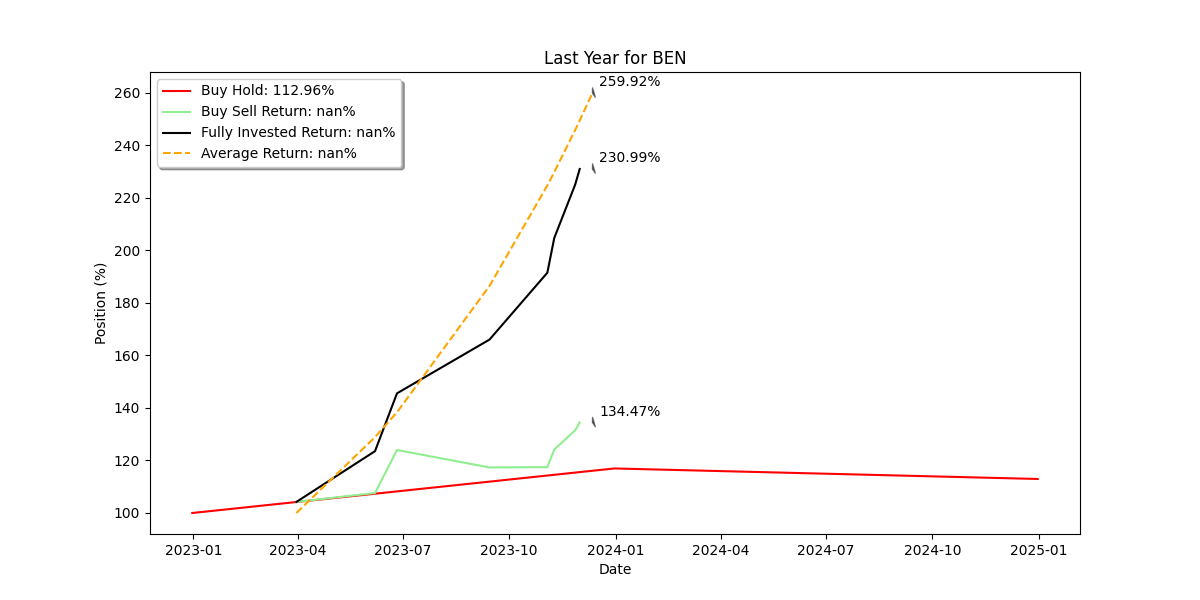 Last Year for BEN
Buy Hold: 112.96%
Buy Sell Return: nan%
Fully Invested Return: nan%
Average Return: nan%
259.92%
230.99%
134.47%
Position (%)
260
240
220
200
180
160
140
120
100
2023-01 2023-04 2023-07 2023-10 2024-01 2024-04 2024-07 2024-10 2025-01
Date